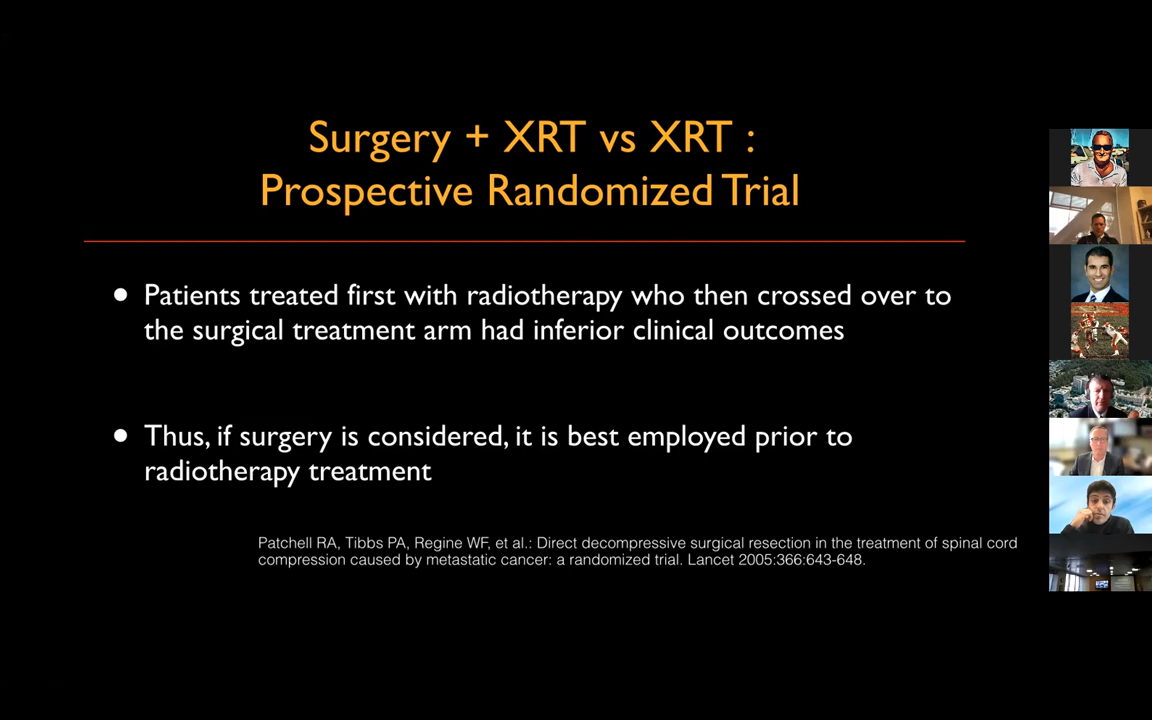 Surgery + XRT vs XRT :
Prospective Randomized Trial
● Patients treated first with radiotherapy who then crossed over to
the surgical treatment arm had inferior clinical outcomes
● Thus, if surgery is considered, it is best employed prior to
radiotherapy treatment
Patchell RA, Tibbs PA, Regine WF, et al.: Direct decompressive surgical resection in the treatment of spinal cord
compression caused by metastatic cancer: a randomized trial. Lancet 2005:366:643-648.